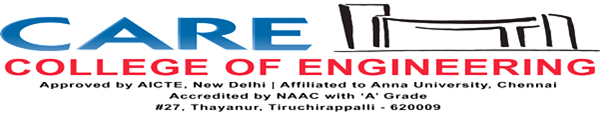 CARE
COLLEGE OF ENGINEERING
Approved by AICTE, New Delhi | Affiliated to Anna University, Chennai
Accredited by NAAC with ‘A’ Grade
#27, Thayanur, Tiruchirappalli - 620009